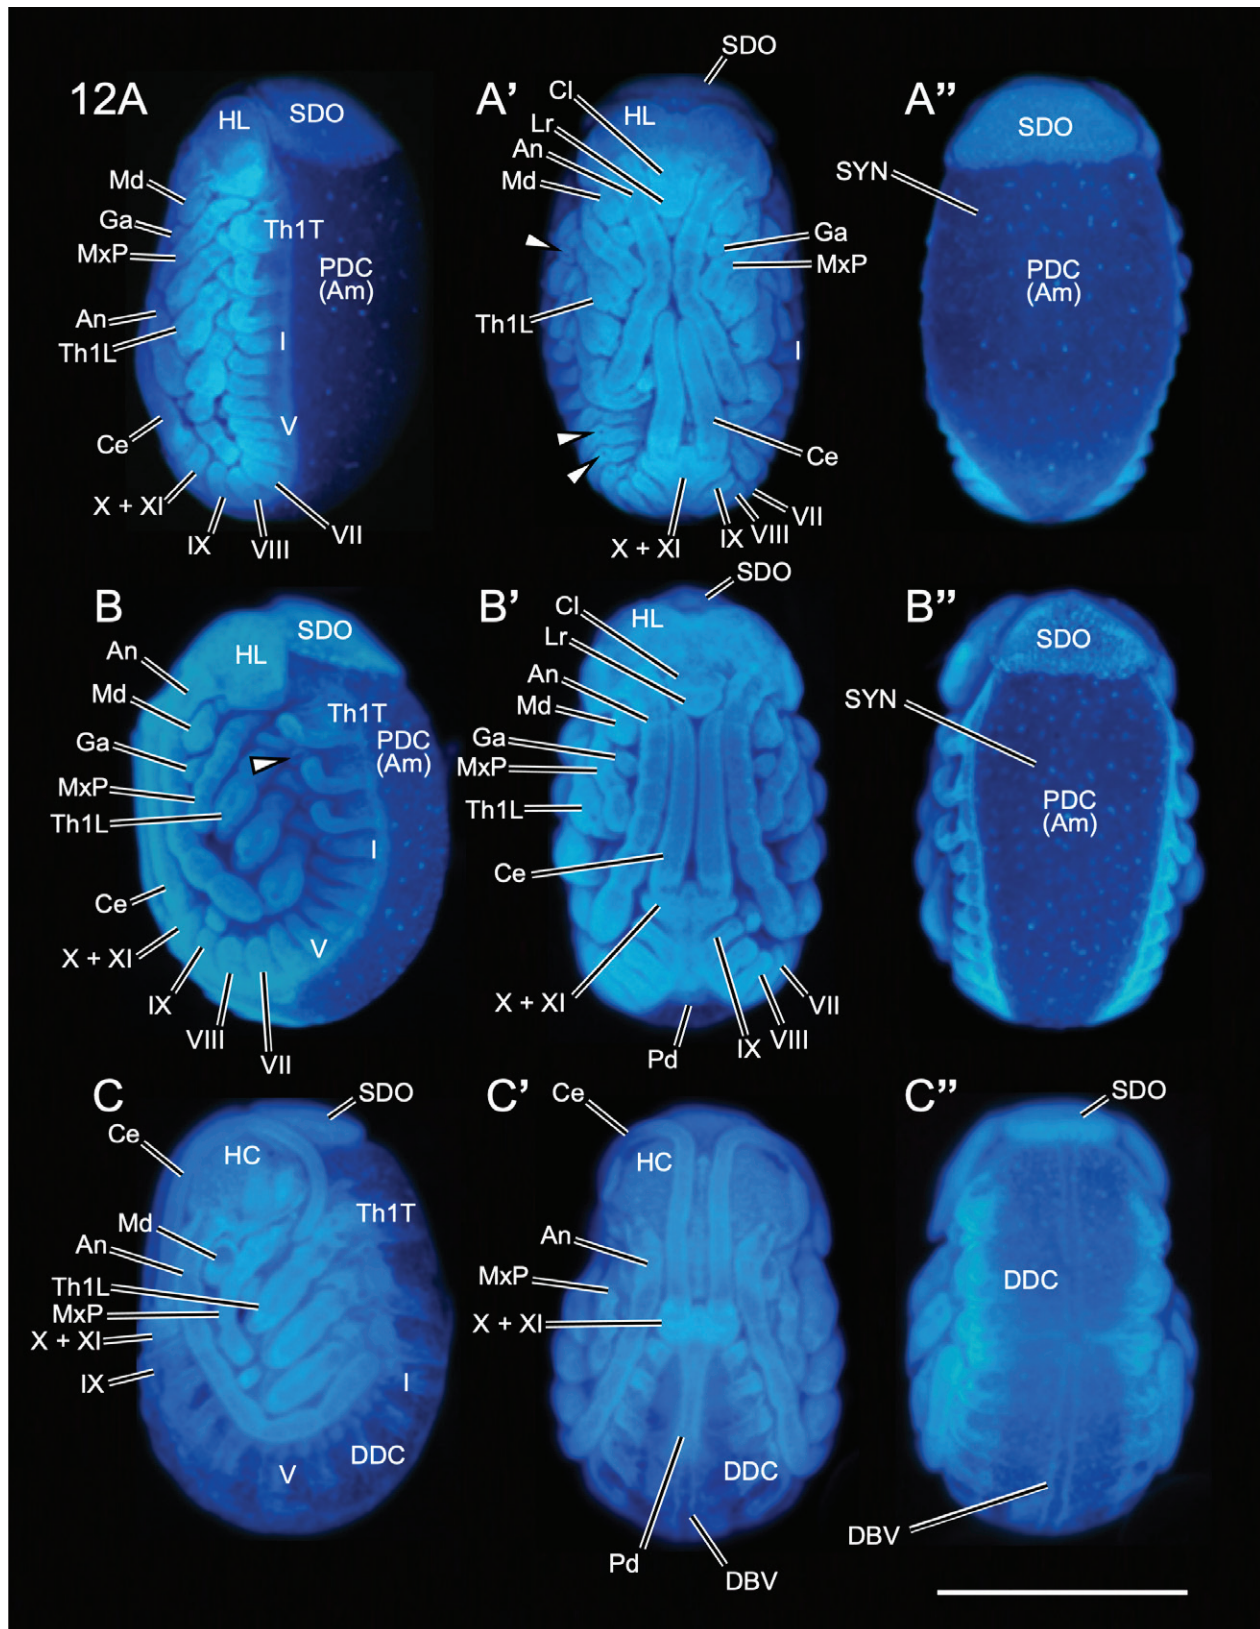 12A
HL
SDO
Md
Ga
MxP
An
Th1L
Th1T
PDC
(Am)
I
V
Ce
X + XI
IX
VIII
VII
A'
SDO
Cl
HL
Lr
An
Md
Ga
MxP
Th1L
I
Ce
VII
VIII
IX
X + XI
A"
SDO
SYN
PDC
(Am)
B
SDO
HL
An
Md
Th1T
PDC
(Am)
Ga
MxP
Th1L
I
Ce
V
X + XI
IX
VIII
VII
B'
SDO
Cl
HL
Lr
An
Md
Ga
MxP
Th1L
Ce
X + XI
VII
VIII
IX
Pd
B"
SDO
SYN
PDC
(Am)
C
SDO
Ce
HC
Th1T
Md
An
Th1L
MxP
X + XI
IX
I
DDC
V
C'
Ce
HC
An
MxP
X + XI
DDC
Pd
DBV
C"
SDO
DDC
DBV